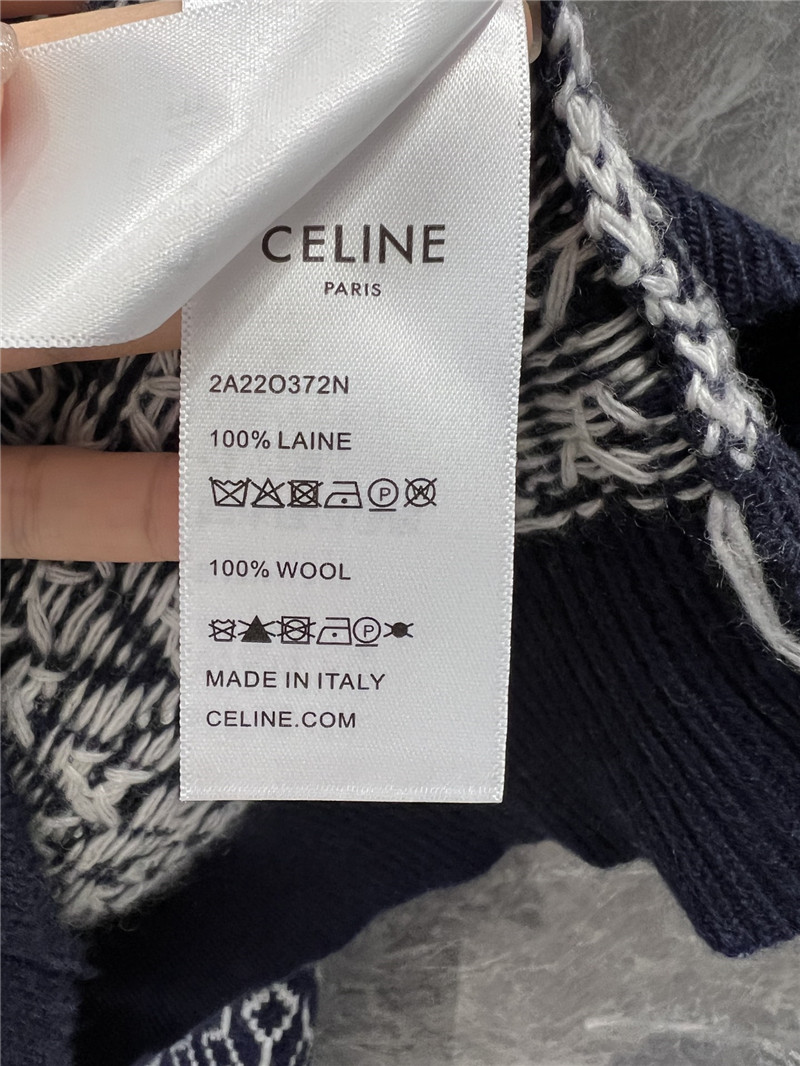 CELINE
PARIS
2A22O372N
100% LAINE
P W
100% WOOL
P
MADE IN ITALY
CELINE.COM